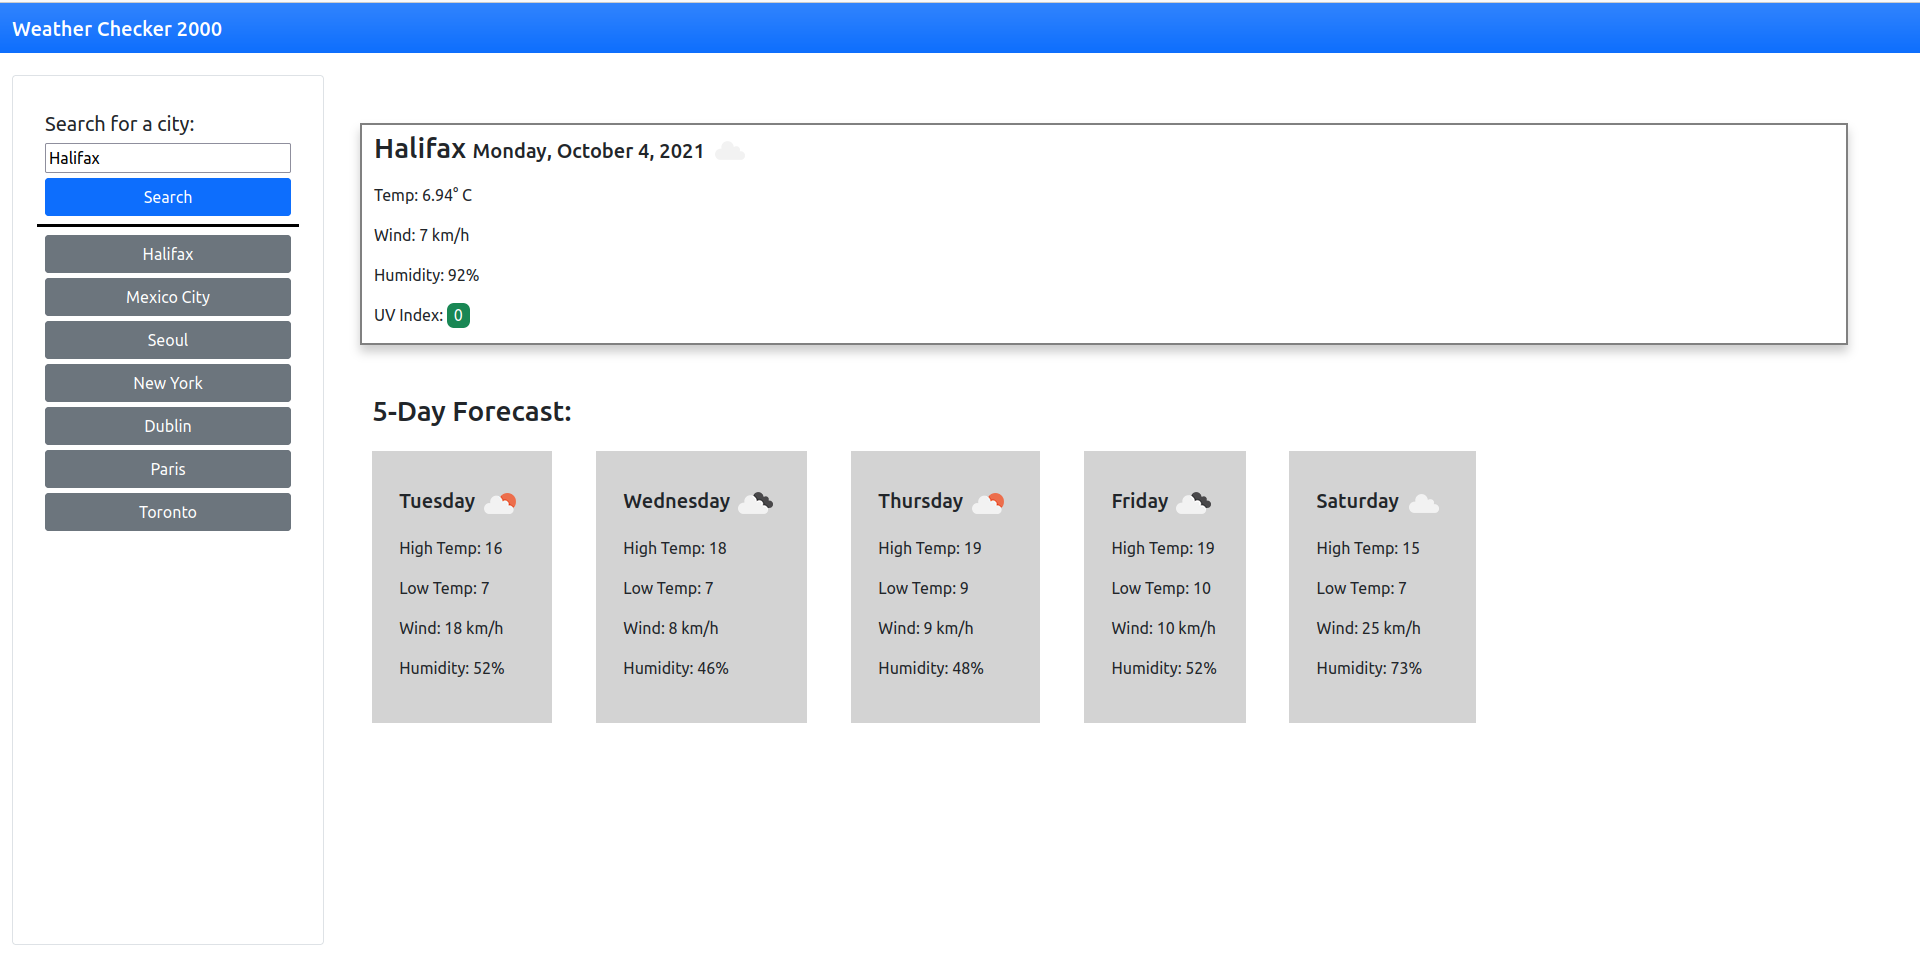 Weather Checker 2000
Search for a city:
Halifax
Search
Halifax
Mexico City
Seoul
New York
Dublin
Paris
Toronto
Halifax Monday, October 4, 2021
Temp: 6.94° C
Wind: 7 km/h
Humidity: 92%
UV Index: 0
5-Day Forecast:
Tuesday
High Temp: 16
Low Temp: 7
Wind: 18 km/h
Humidity: 52%
Wednesday
High Temp: 18
Low Temp: 7
Wind: 8 km/h
Humidity: 46%
Thursday
High Temp: 19
Low Temp: 9
Wind: 9 km/h
Humidity: 48%
Friday
High Temp: 19
Low Temp: 10
Wind: 10 km/h
Humidity: 52%
Saturday
High Temp: 15
Low Temp: 7
Wind: 25 km/h
Humidity: 73%